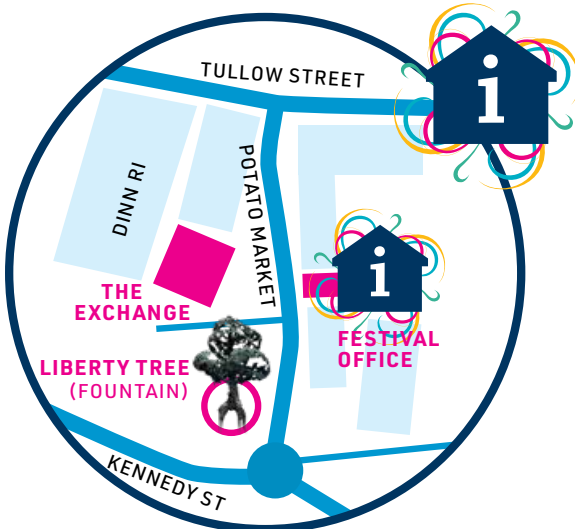 TULLOW STREET
i
DINN RI
POTATO MARKET
i
THE
EXCHANGE
FESTIVAL
OFFICE
LIBERTY TREE
(FOUNTAIN)
KENNEDY ST